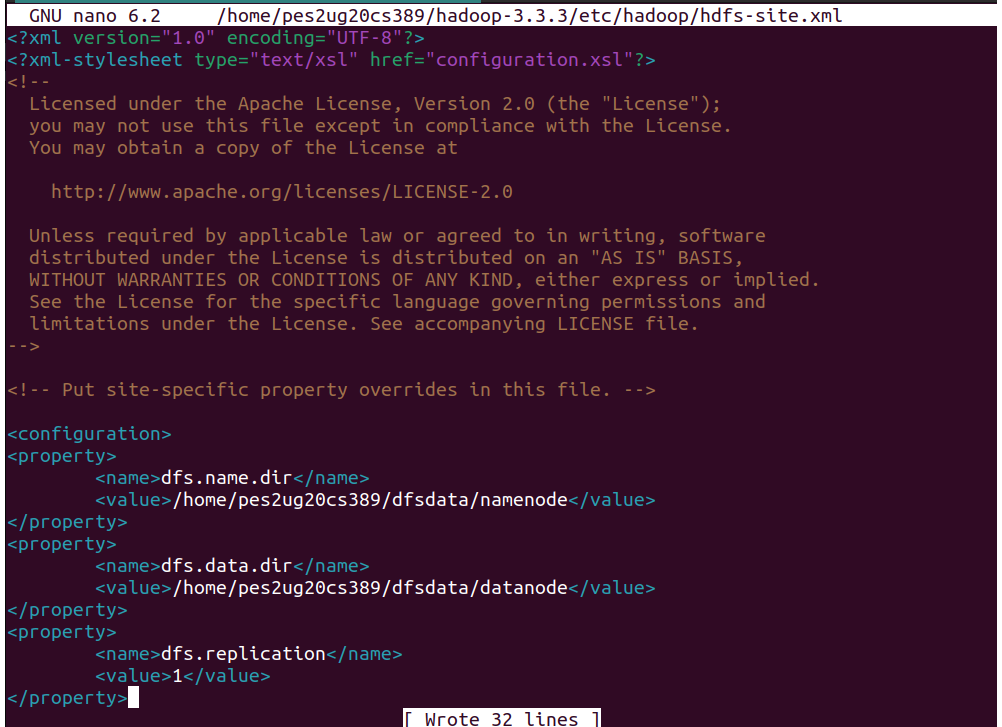 GNU nano 6.2 /home/pes2ug20cs389/hadoop-3.3.3/etc/hadoop/hdfs-site.xml
<?xml version="1.0" encoding="UTF-8"?>
<?xml-stylesheet type="text/xsl" href="configuration.xsl"?>
<!--
Licensed under the Apache License, Version 2.0 (the "License");
you may not use this file except in compliance with the License.
You may obtain a copy of the License at
http://www.apache.org/licenses/LICENSE-2.0
Unless required by applicable law or agreed to in writing, software
distributed under the License is distributed on an "AS IS" BASIS,
WITHOUT WARRANTIES OR CONDITIONS OF ANY KIND, either express or implied.
See the License for the specific language governing permissions and
limitations under the License. See accompanying LICENSE file.
-->
<!-- Put site-specific property overrides in this file. -->
<configuration>
<property>
<name>dfs.name.dir</name>
<value>/home/pes2ug20cs389/dfsdata/namenode</value>
</property>
<property>
<name>dfs.data.dir</name>
<value>/home/pes2ug20cs389/dfsdata/datanode</value>
</property>
<property>
<name>dfs.replication</name>
<value>1</value>
</property>
[ Wrote 32 lines ]